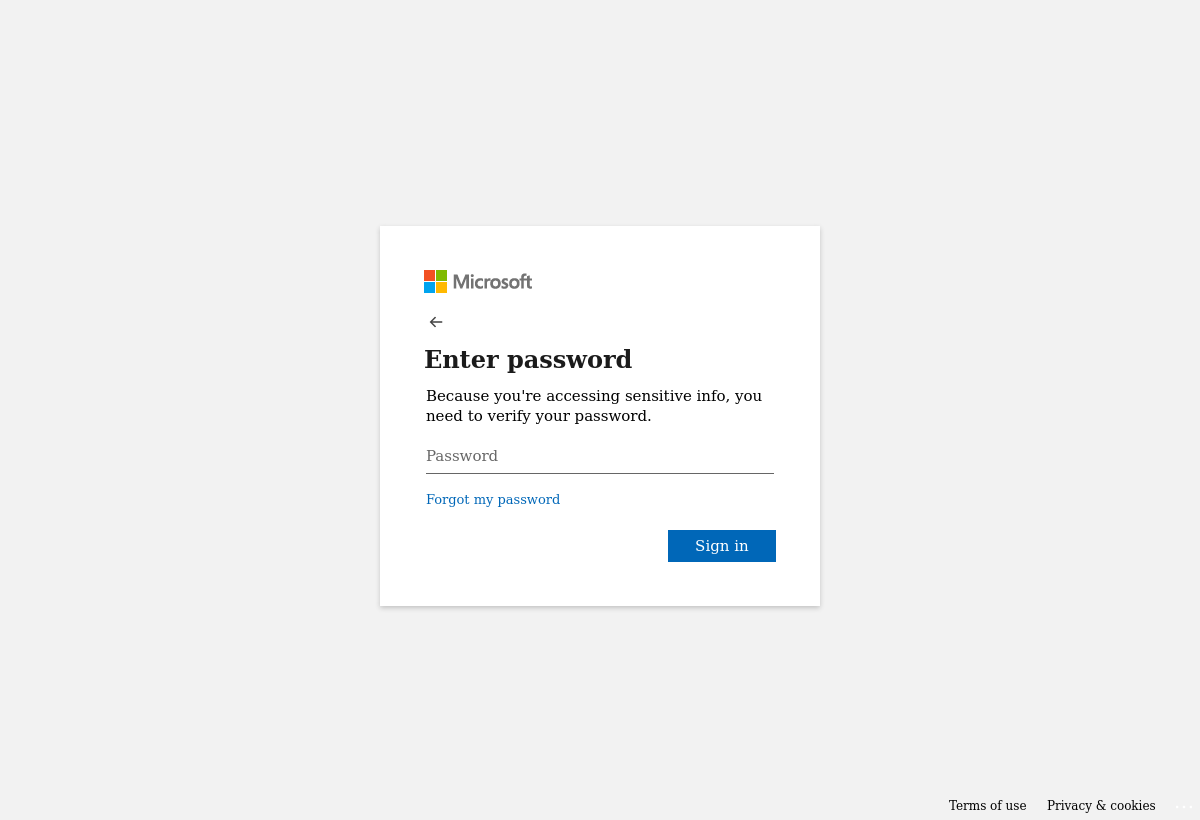 Microsoft
Enter password
Because you're accessing sensitive info, you
need to verify your password.
Password
Forgot my password
Sign in
Terms of use
Privacy & cookies
...